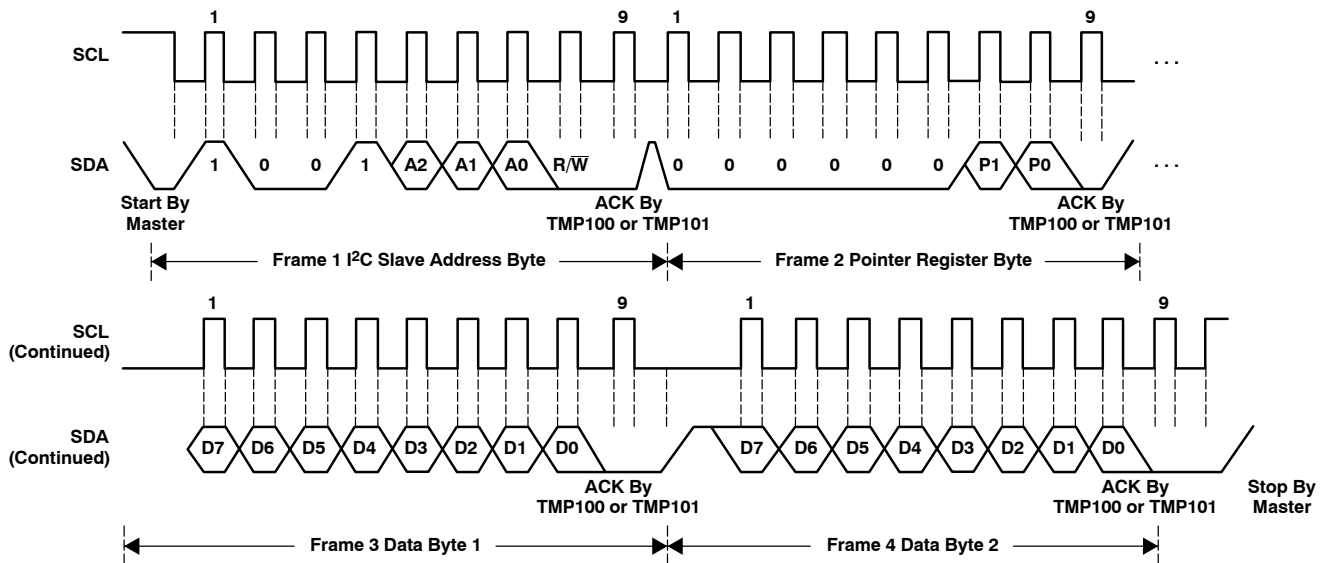 1 9 1 9
SCL . . .
SDA 1 0 0 1 A2 A1 A0 R/W̅ 0 0 0 0 0 0 P1 P0 . . .
Start By Master
ACK By TMP100 or TMP101
ACK By TMP100 or TMP101
Frame 1 I²C Slave Address Byte
Frame 2 Pointer Register Byte
1 9 1 9
SCL (Continued)
SDA (Continued) D7 D6 D5 D4 D3 D2 D1 D0 D7 D6 D5 D4 D3 D2 D1 D0
ACK By TMP100 or TMP101
ACK By TMP100 or TMP101
Stop By Master
Frame 3 Data Byte 1
Frame 4 Data Byte 2